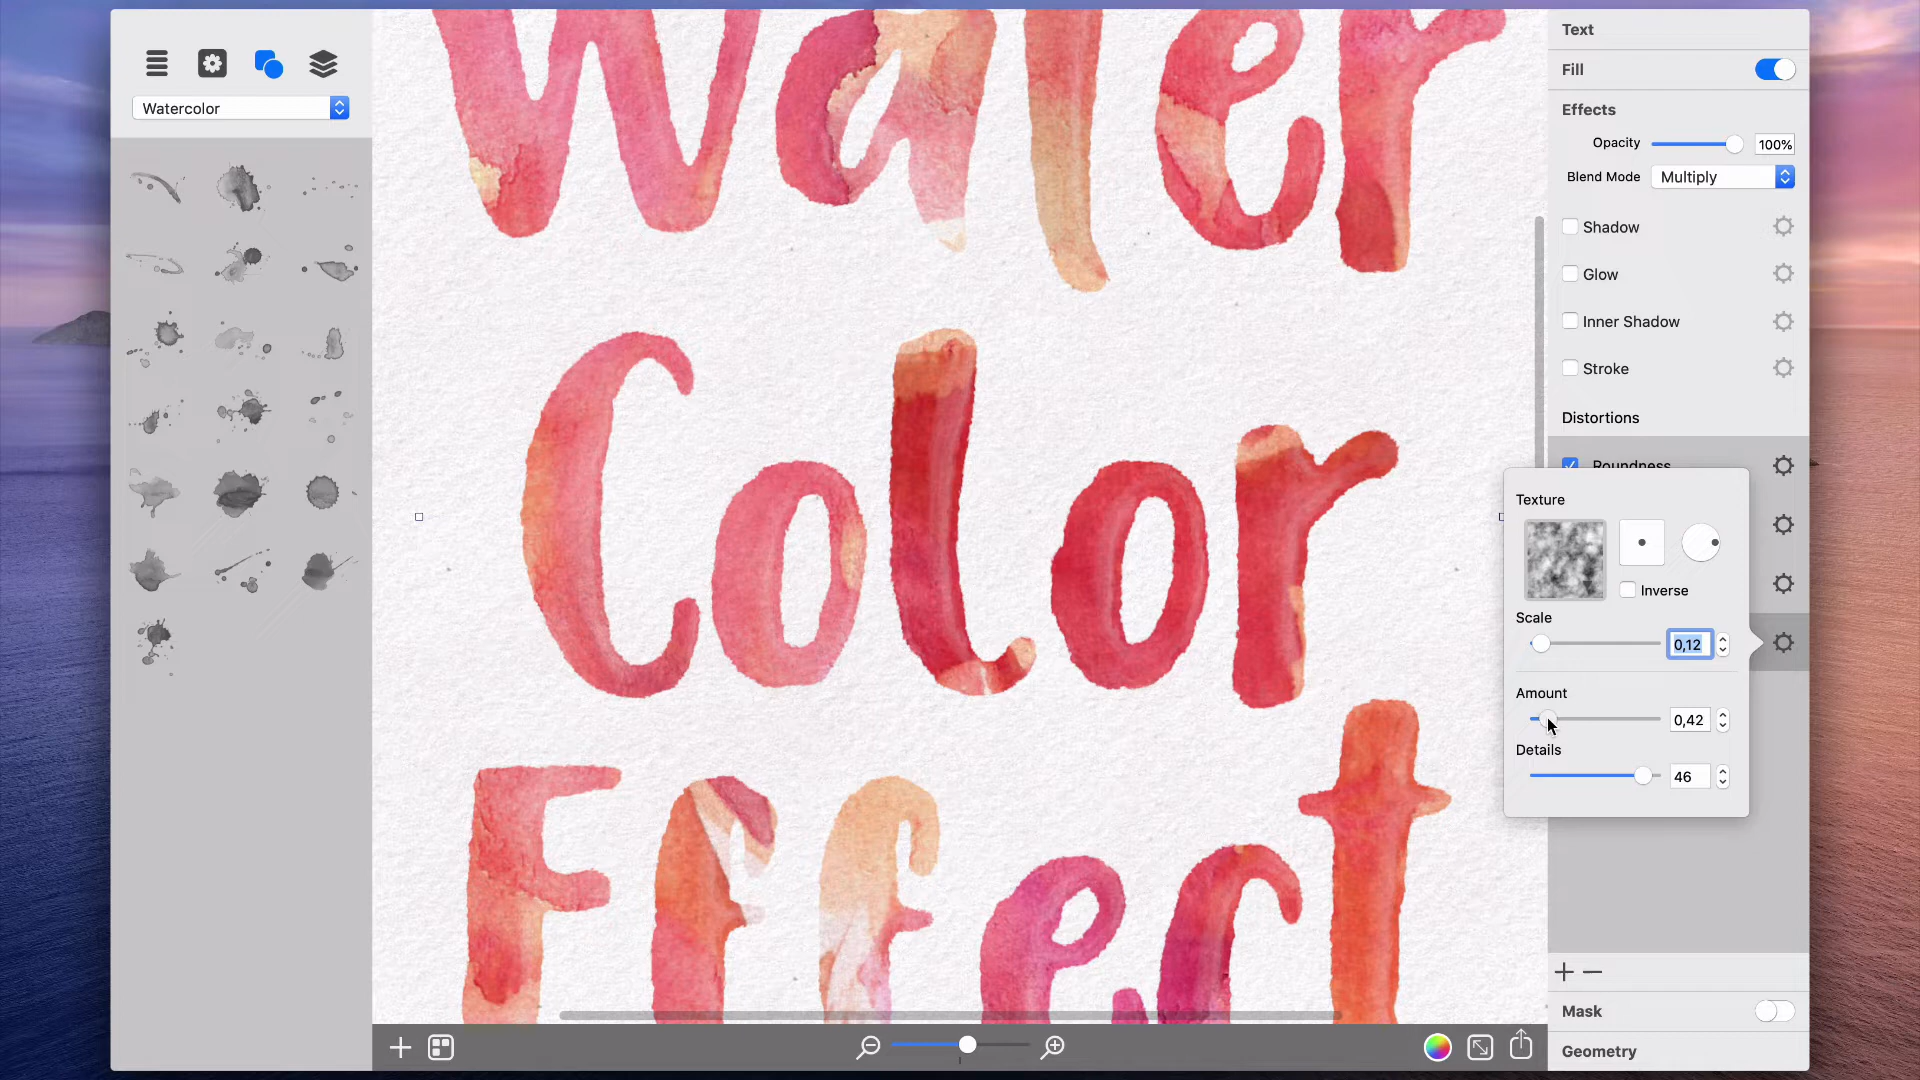 Watercolor
Water
Color
Effect
Text
Fill
Effects
Opacity
100%
Blend Mode
Multiply
Shadow
Glow
Inner Shadow
Stroke
Distortions
Roundness
Texture
Inverse
Scale
0,12
Amount
0,42
Details
46
Mask
Geometry